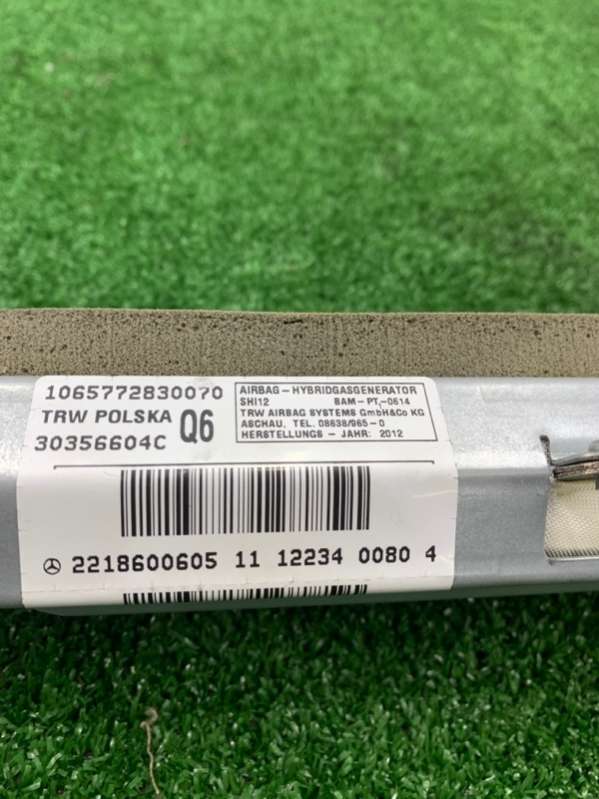 1065772830070
TRW POLSKA Q6
30356604C
AIRBAG-HYBRIDGASGENERATOR
SHI12 BAM-PT₁-0514
TRW AIRBAG SYSTEMS GmbH&Co KG
ASCHAU, TEL. 08638/965-0
HERSTELLUNGS - JAHR: 2012
2218600605 11 12234 0080 4